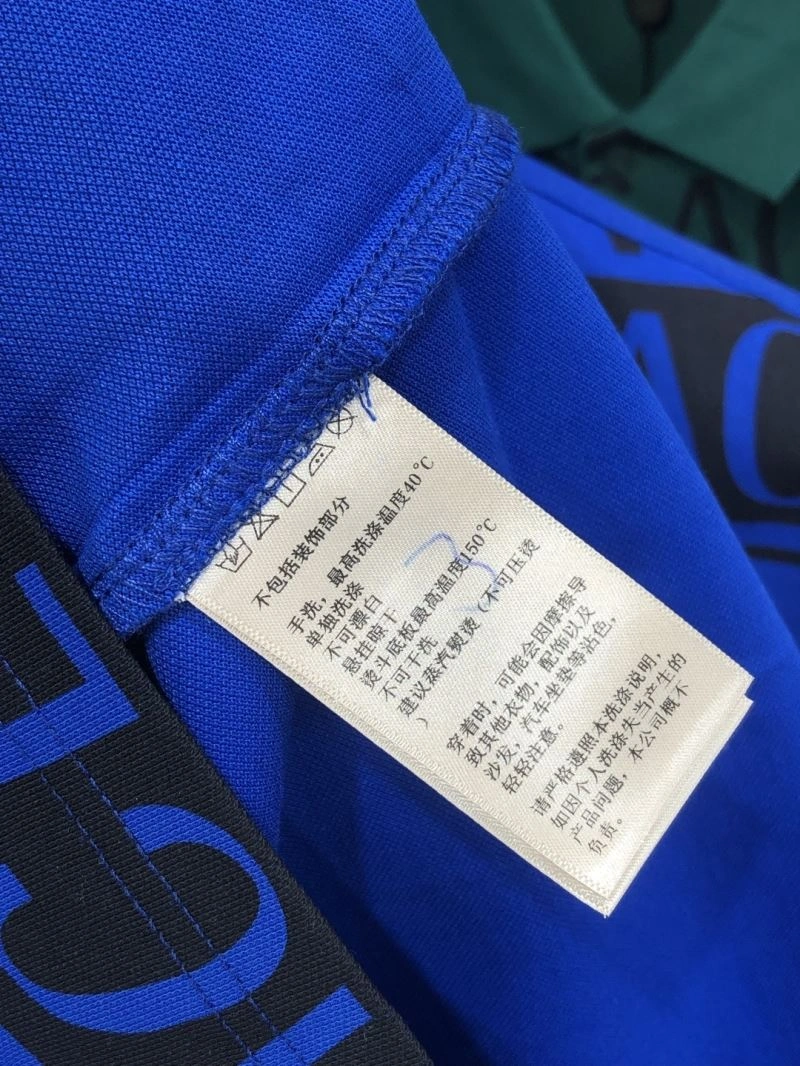 不包括装饰部分
手洗，最高洗涤温度40℃
单独洗涤
不可漂白
悬挂晾干
熨斗底板最高温度150℃
不可干洗
建议蒸汽熨烫（不可压烫
）
穿着时，可能会因摩擦导
致其他衣物，配饰以及
沙发，汽车坐垫等沾色，
轻轻注意。
请严格遵照本洗涤说明，
如因个人洗涤失当产生的
产品问题，本公司概不
负责。
3
AC